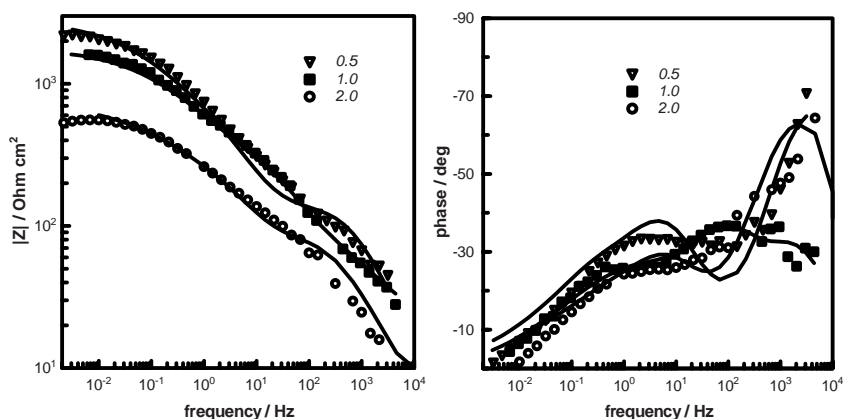 10³
10²
10¹
|Z| / Ohm cm²
0.5
1.0
2.0
10⁻² 10⁻¹ 10⁰ 10¹ 10² 10³ 10⁴
frequency / Hz
-90
-70
-50
-30
-10
phase / deg
0.5
1.0
2.0
10⁻² 10⁻¹ 10⁰ 10¹ 10² 10³ 10⁴
frequency / Hz